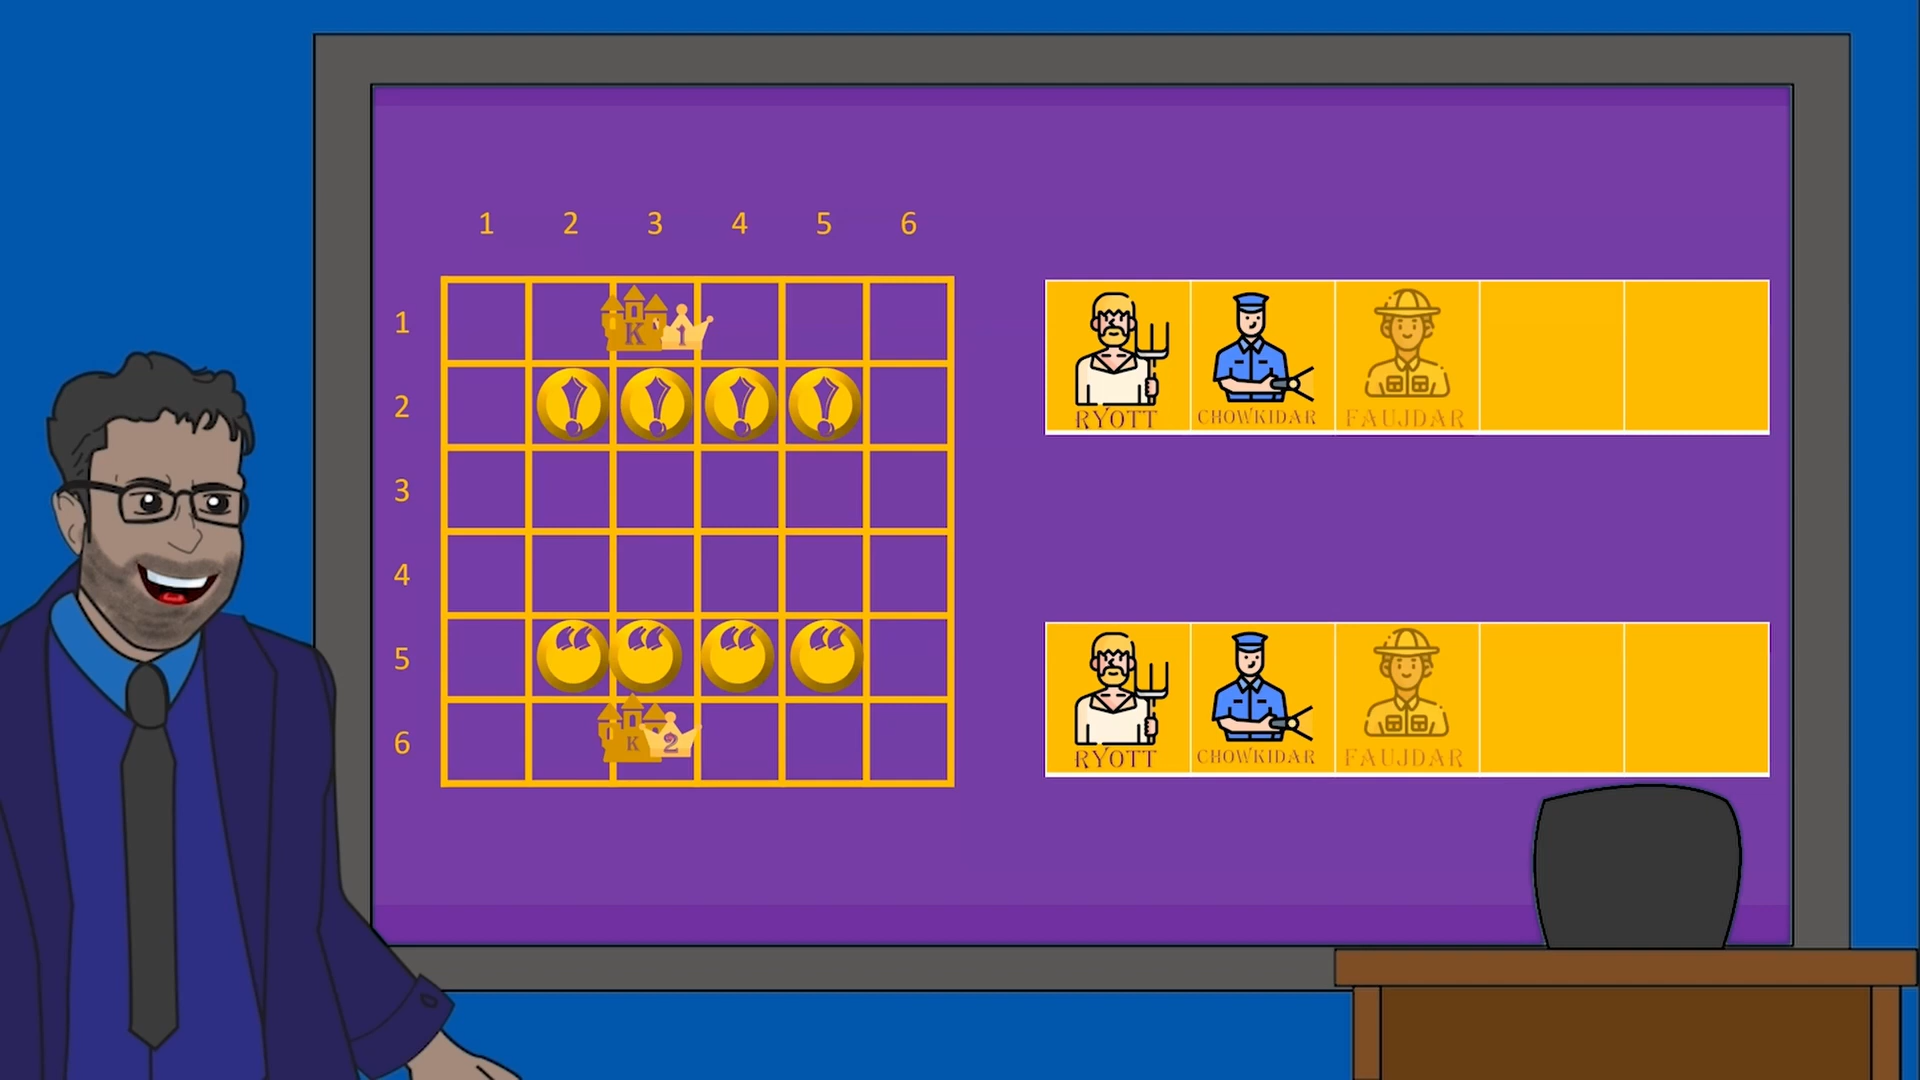 1 2 3 4 5 6
1
K 1
2
! ! ! !
3
4
5
“ “ “ “
6
K 2
RYOTT CHOWKIDAR FAUJDAR
RYOTT CHOWKIDAR FAUJDAR